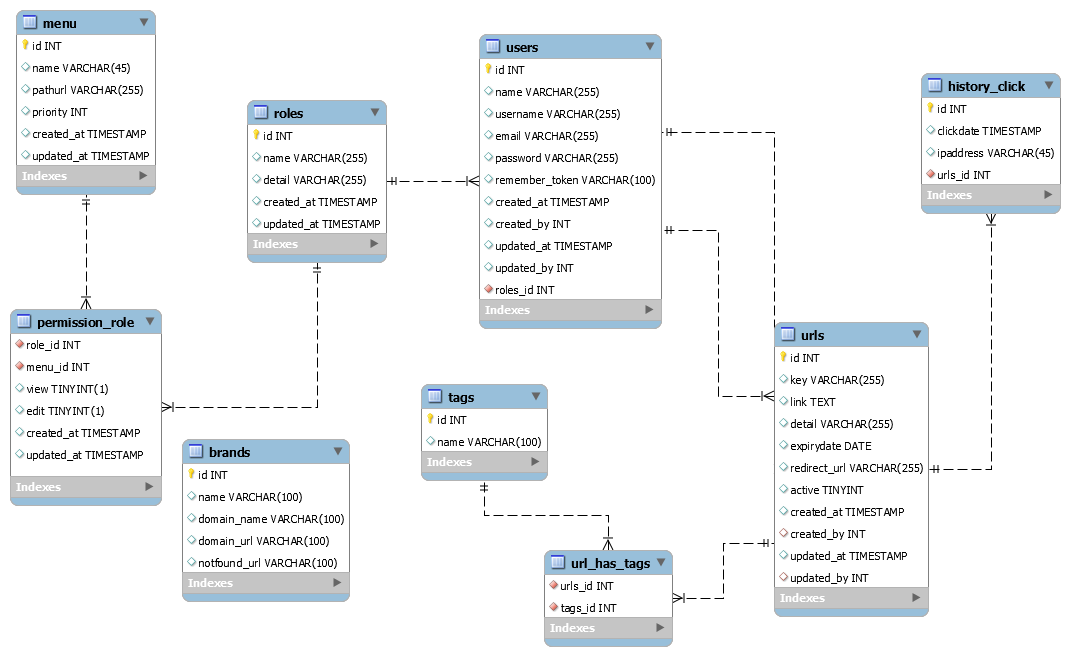 menu
id INT
name VARCHAR(45)
pathurl VARCHAR(255)
priority INT
created_at TIMESTAMP
updated_at TIMESTAMP
Indexes
roles
id INT
name VARCHAR(255)
detail VARCHAR(255)
created_at TIMESTAMP
updated_at TIMESTAMP
Indexes
users
id INT
name VARCHAR(255)
username VARCHAR(255)
email VARCHAR(255)
password VARCHAR(255)
remember_token VARCHAR(100)
created_at TIMESTAMP
created_by INT
updated_at TIMESTAMP
updated_by INT
roles_id INT
Indexes
history_click
id INT
clickdate TIMESTAMP
ipaddress VARCHAR(45)
urls_id INT
Indexes
permission_role
role_id INT
menu_id INT
view TINYINT(1)
edit TINYINT(1)
created_at TIMESTAMP
updated_at TIMESTAMP
Indexes
brands
id INT
name VARCHAR(100)
domain_name VARCHAR(100)
domain_url VARCHAR(100)
notfound_url VARCHAR(100)
Indexes
tags
id INT
name VARCHAR(100)
Indexes
url_has_tags
urls_id INT
tags_id INT
Indexes
urls
id INT
key VARCHAR(255)
link TEXT
detail VARCHAR(255)
expirydate DATE
redirect_url VARCHAR(255)
active TINYINT
created_at TIMESTAMP
created_by INT
updated_at TIMESTAMP
updated_by INT
Indexes